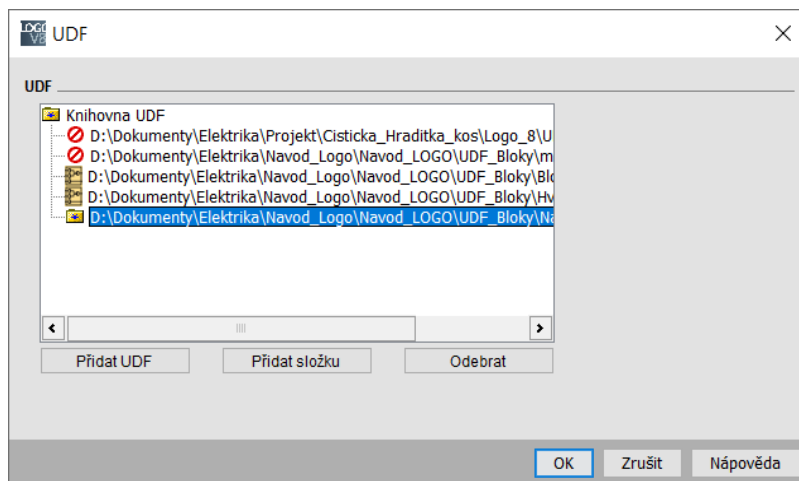 LOGO V8 UDF
UDF
Knihovna UDF
D:\Dokumenty\Elektrika\Projekt\Cisticka_Hraditka_kos\Logo_8\U
D:\Dokumenty\Elektrika\Navod_Logo\Navod_LOGO\UDF_Bloky\m
D:\Dokumenty\Elektrika\Navod_Logo\Navod_LOGO\UDF_Bloky\Blo
D:\Dokumenty\Elektrika\Navod_Logo\Navod_LOGO\UDF_Bloky\Hv
D:\Dokumenty\Elektrika\Navod_Logo\Navod_LOGO\UDF_Bloky\Na
Přidat UDF Přidat složku Odebrat
OK Zrušit Nápověda